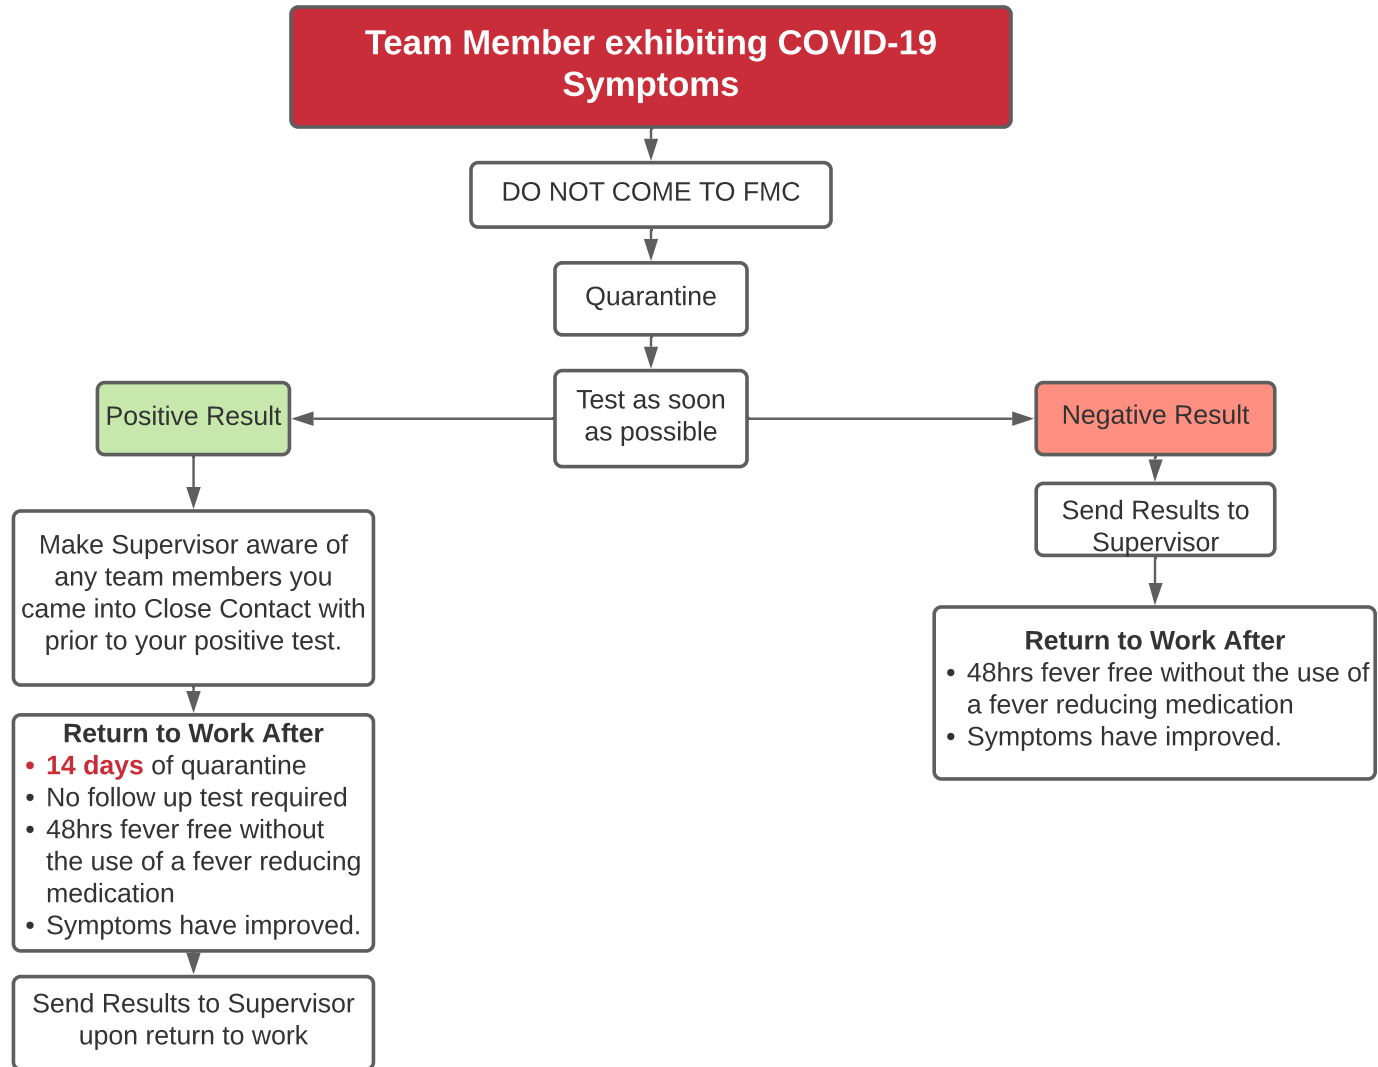 Team Member exhibiting COVID-19
Symptoms
DO NOT COME TO FMC
Quarantine
Test as soon
as possible
Positive Result
Negative Result
Make Supervisor aware of
any team members you
came into Close Contact with
prior to your positive test.
Return to Work After
• 14 days of quarantine
• No follow up test required
• 48hrs fever free without
the use of a fever reducing
medication
• Symptoms have improved.
Send Results to Supervisor
upon return to work
Send Results to
Supervisor
Return to Work After
• 48hrs fever free without the use of
a fever reducing medication
• Symptoms have improved.